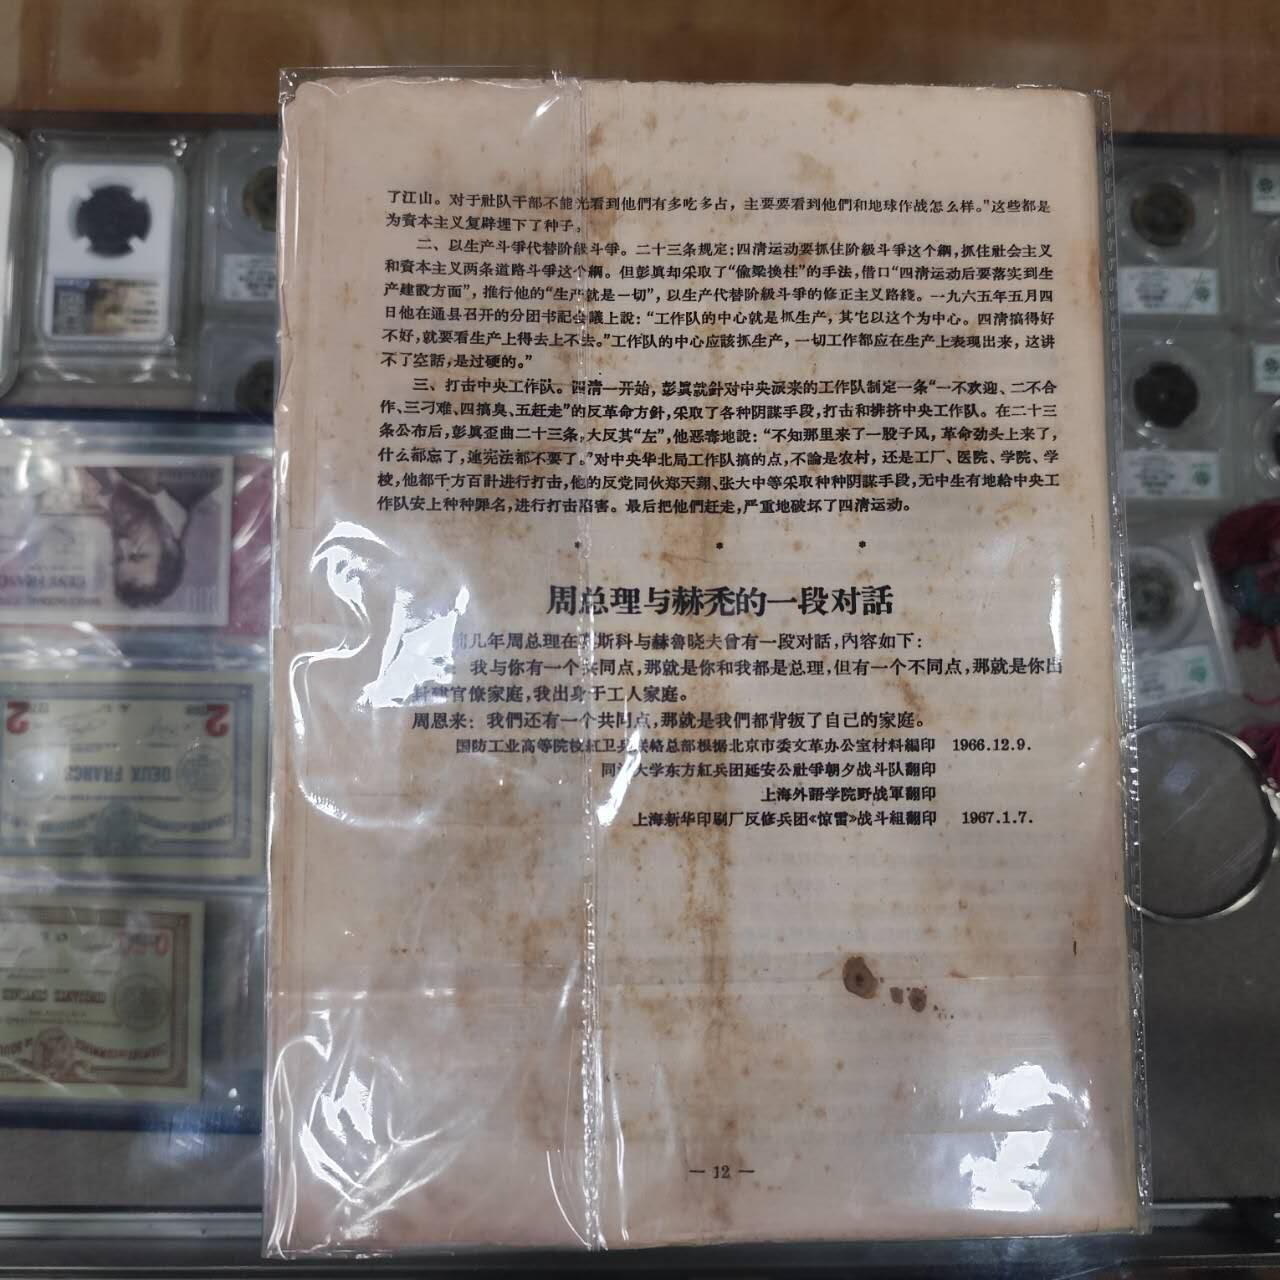 了江山。对于社队干部不能光看到他們有多吃多占，主要要看到他們和地球作战怎么样。”这些都是
为資本主义复辟埋下了种子。
二、以生产斗爭代替阶級斗爭。二十三条規定：四清运动要抓住阶級斗爭这个綱，抓住社会主义
和資本主义两条道路斗爭这个綱。但彭眞却采取了“偸梁換柱”的手法，借口“四清运动后要落实到生
产建設方面”，推行他的“生产就是一切”，以生产代替阶級斗爭的修正主义路綫。一九六五年五月四
日他在通县召开的分团书記会議上說：“工作队的中心就是抓生产，其它以这个为中心。四清搞得好
不好，就要看生产上得去上不去。”工作队的中心应該抓生产，一切工作都应在生产上表現出来，这讲
不了空話，是过硬的。”
三、打击中央工作队。四清一开始，彭眞就針对中央派来的工作队制定一条“一不欢迎、二不合
作、三刁难、四搞臭、五赶走”的反革命方針，采取了各种阴謀手段，打击和排挤中央工作队。在二十三
条公布后，彭眞歪曲二十三条，大反其“左”，他恶毒地說：“不知那里来了一股子风，革命劲头上来了，
什么都忘了，連宪法都不要了。”对中央华北局工作队搞的点，不論是农村，还是工厂、医院、学院、学
校，他都千方百計进行打击，他的反党同伙郑天翔、张大中等采取种种阴謀手段，无中生有地給中央工
作队安上种种罪名，进行打击陷害。最后把他們赶走，严重地破坏了四清运动。
* * *
周总理与赫禿的一段对話
几年周总理在莫斯科与赫魯晓夫曾有一段对話，內容如下：
我与你有一个共同点，那就是你和我都是总理，但有一个不同点，那就是你出
封建官僚家庭，我出身于工人家庭。
周恩来：我們还有一个共同点，那就是我們都背叛了自己的家庭。
国防工业高等院校紅卫兵联絡总部根据北京市委文革办公室材料編印 1966.12.9.
同济大学东方紅兵团延安公社爭朝夕战斗队翻印
上海外語学院野战軍翻印
上海新华印刷厂反修兵团《惊雷》战斗組翻印 1967.1.7.
— 12 —
2
2
DEUX FRANCS